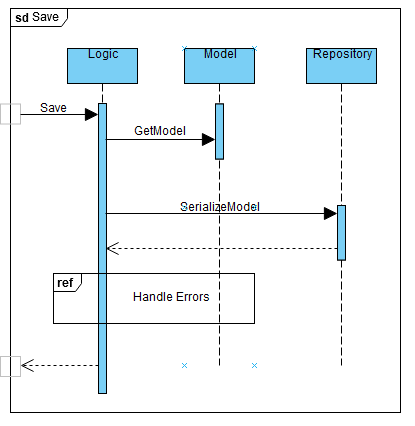 sd Save
Logic
Model
Repository
Save
GetModel
SerializeModel
ref
Handle Errors